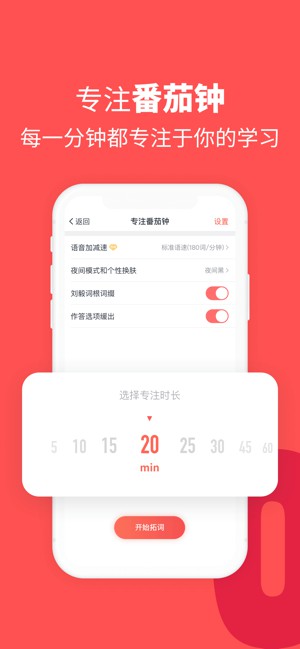 专注番茄钟
每一分钟都专注于你的学习
返回 专注番茄钟 设置
语音加减速 标准语速(180词/分钟)
夜间模式和个性换肤 夜间黑
刘毅词根词缀
作答选项缓出
选择专注时长
5 10 15 20 25 30 45 60
min
开始拓词